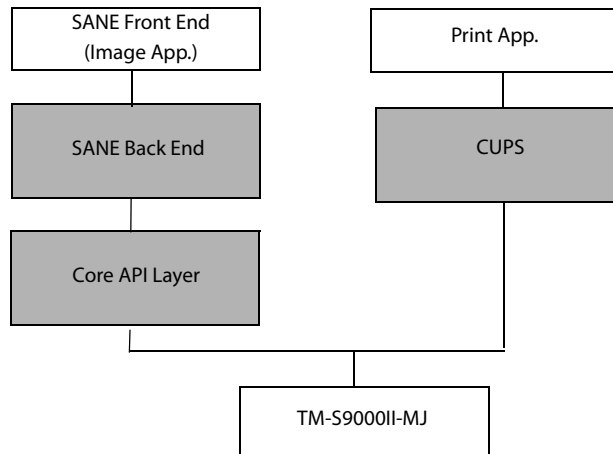 SANE Front End
(Image App.)
Print App.
SANE Back End
CUPS
Core API Layer
TM-S9000II-MJ